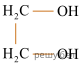 H₂C — OH
H₂C — OH